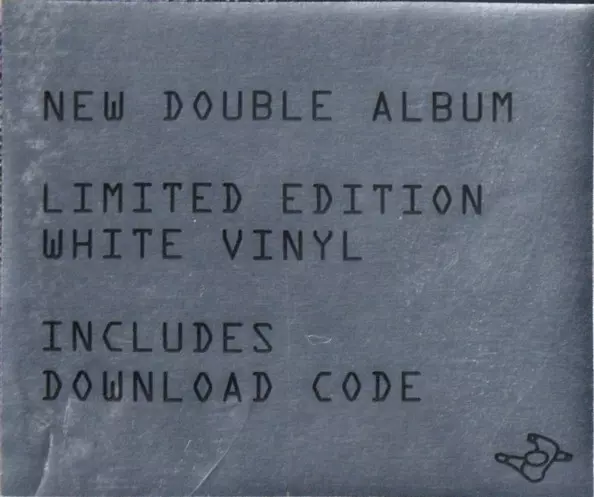 NEW DOUBLE ALBUM
LIMITED EDITION
WHITE VINYL
INCLUDES
DOWNLOAD CODE